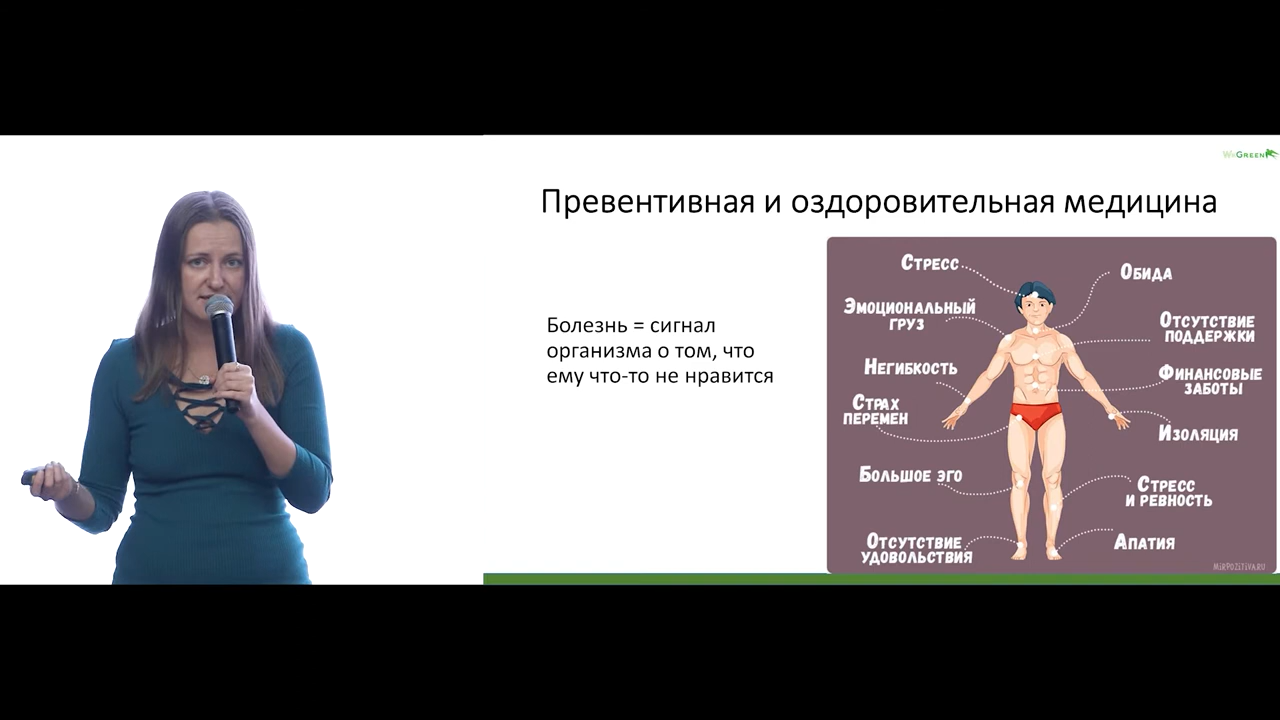 WeGreen
Превентивная и оздоровительная медицина
Болезнь = сигнал
организма о том, что
ему что-то не нравится
Стресс
Обида
Эмоциональный
груз
Отсутствие
поддержки
Негибкость
Финансовые
заботы
Страх
перемен
Изоляция
Большое эго
Стресс
и ревность
Отсутствие
удовольствия
Апатия
MIRPOZITIVA.RU